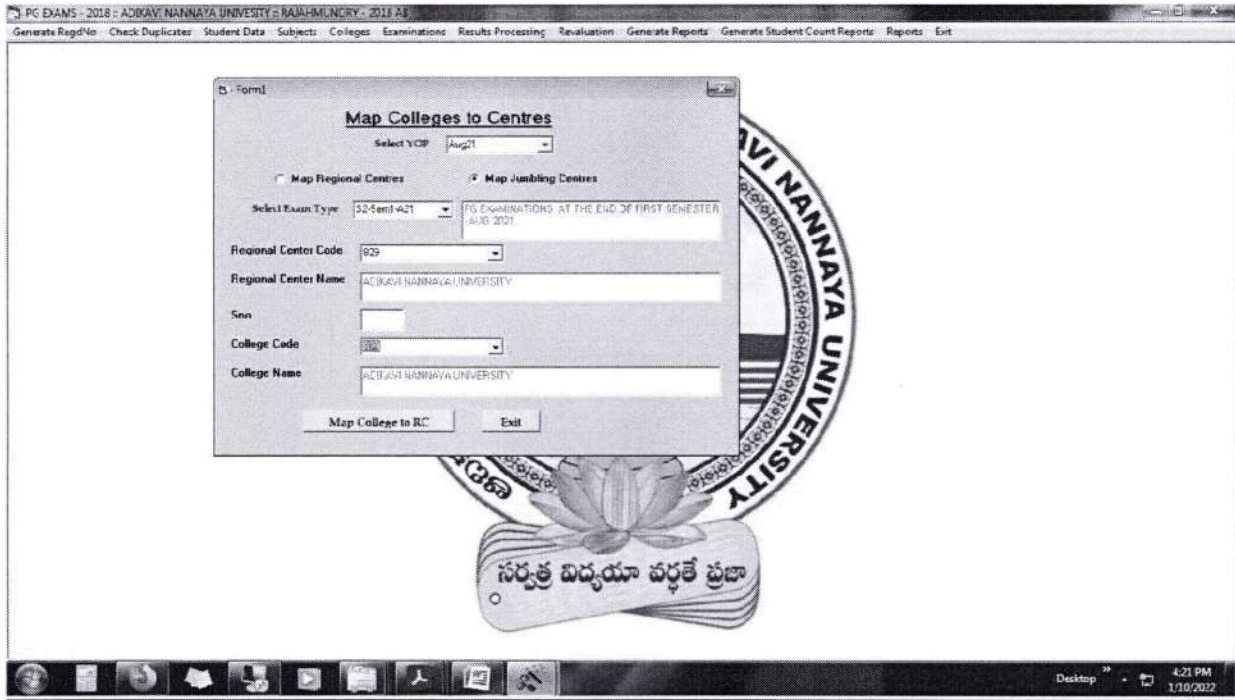 PG EXAMS - 2018 :: ADIKAVI NANNAYA UNIVESITY :: RAJAHMUNDRY - 2018 AB
Generate RegdNo Check Duplicates Student Data Subjects Colleges Examinations Results Processing Revaluation Generate Reports Generate Student Count Reports Reports Exit
Form1
Map Colleges to Centres
Select YOP Aug21
Map Regional Centres Map Jumbling Centres
Select Exam Type 32-Sem1-A21 PG EXAMINATIONS AT THE END OF FIRST SEMESTER
-AUG 2021
Regional Center Code 829
Regional Center Name ADIKAVI NANNAYA UNIVERSITY
Sno
College Code
College Name ADIKAVI NANNAYA UNIVERSITY
Map College to RC Exit
AVI NANNAYA UNIVERSITY
సర్వత్ర విద్యయా వర్ధతే ప్రజా
Desktop
4:21 PM
1/10/2022